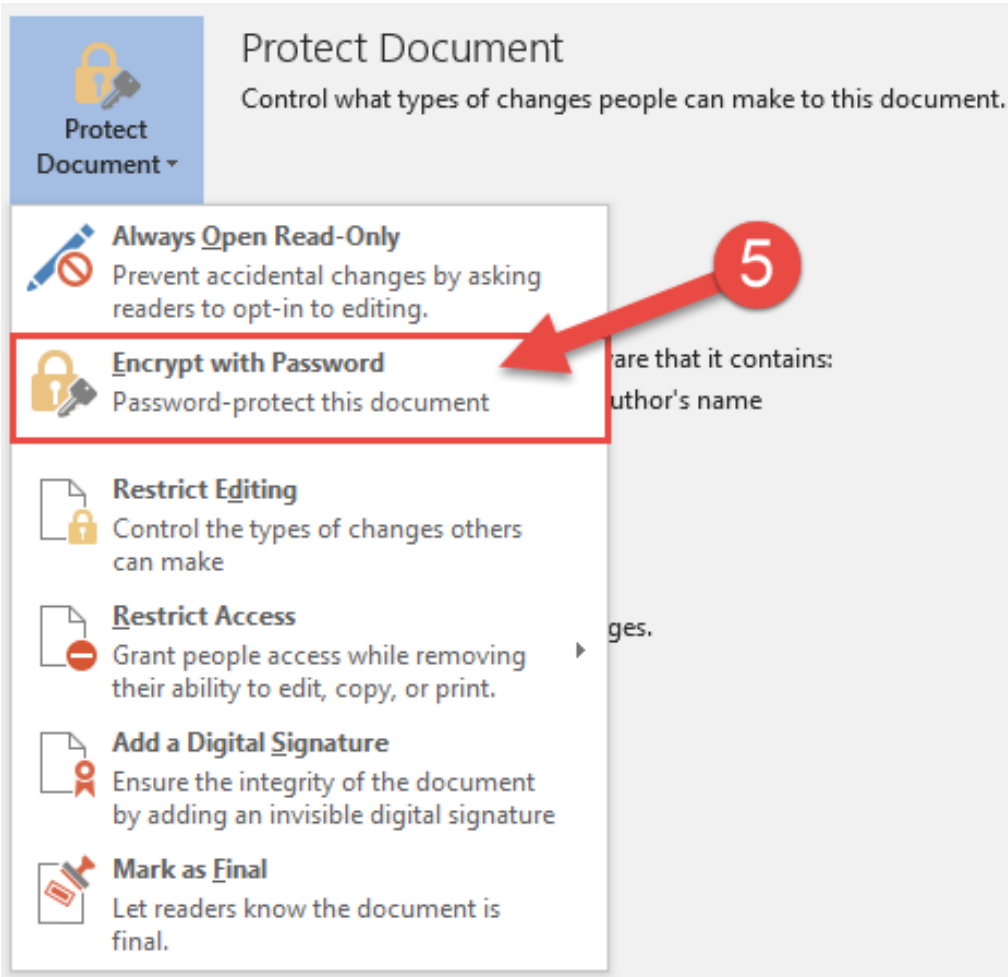 Protect Document
Control what types of changes people can make to this document.
Protect
Document
Always Open Read-Only
Prevent accidental changes by asking
readers to opt-in to editing.
5
Encrypt with Password
Password-protect this document
are that it contains:
uthor's name
Restrict Editing
Control the types of changes others
can make
Restrict Access
Grant people access while removing
their ability to edit, copy, or print.
ges.
Add a Digital Signature
Ensure the integrity of the document
by adding an invisible digital signature
Mark as Final
Let readers know the document is
final.